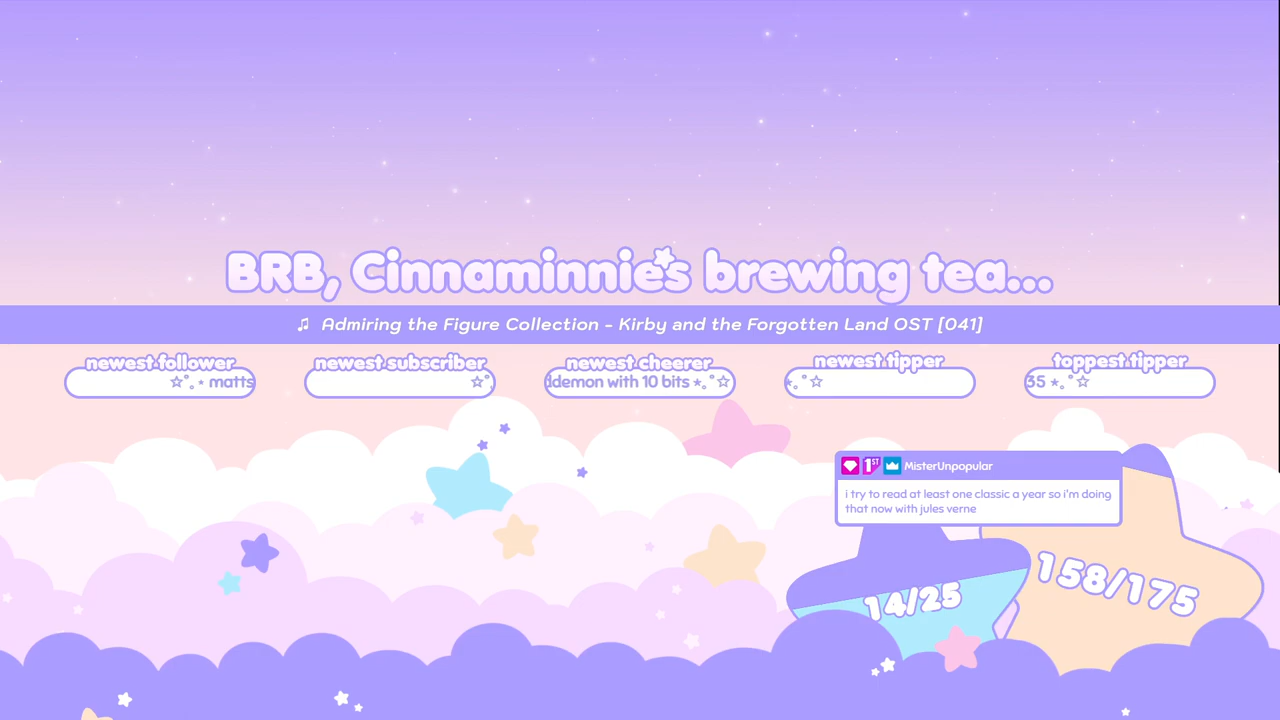 BRB, Cinnaminnie's brewing tea...
♫ Admiring the Figure Collection - Kirby and the Forgotten Land OST [041]
newest follower
☆˚｡⋆ matts
newest subscriber
☆˚
newest cheerer
ddemon with 10 bits ⋆｡˚☆
newest tipper
⋆｡˚☆
toppest tipper
35 ⋆｡˚☆
1ST MisterUnpopular
i try to read at least one classic a year so i'm doing
that now with jules verne
14/25
158/175